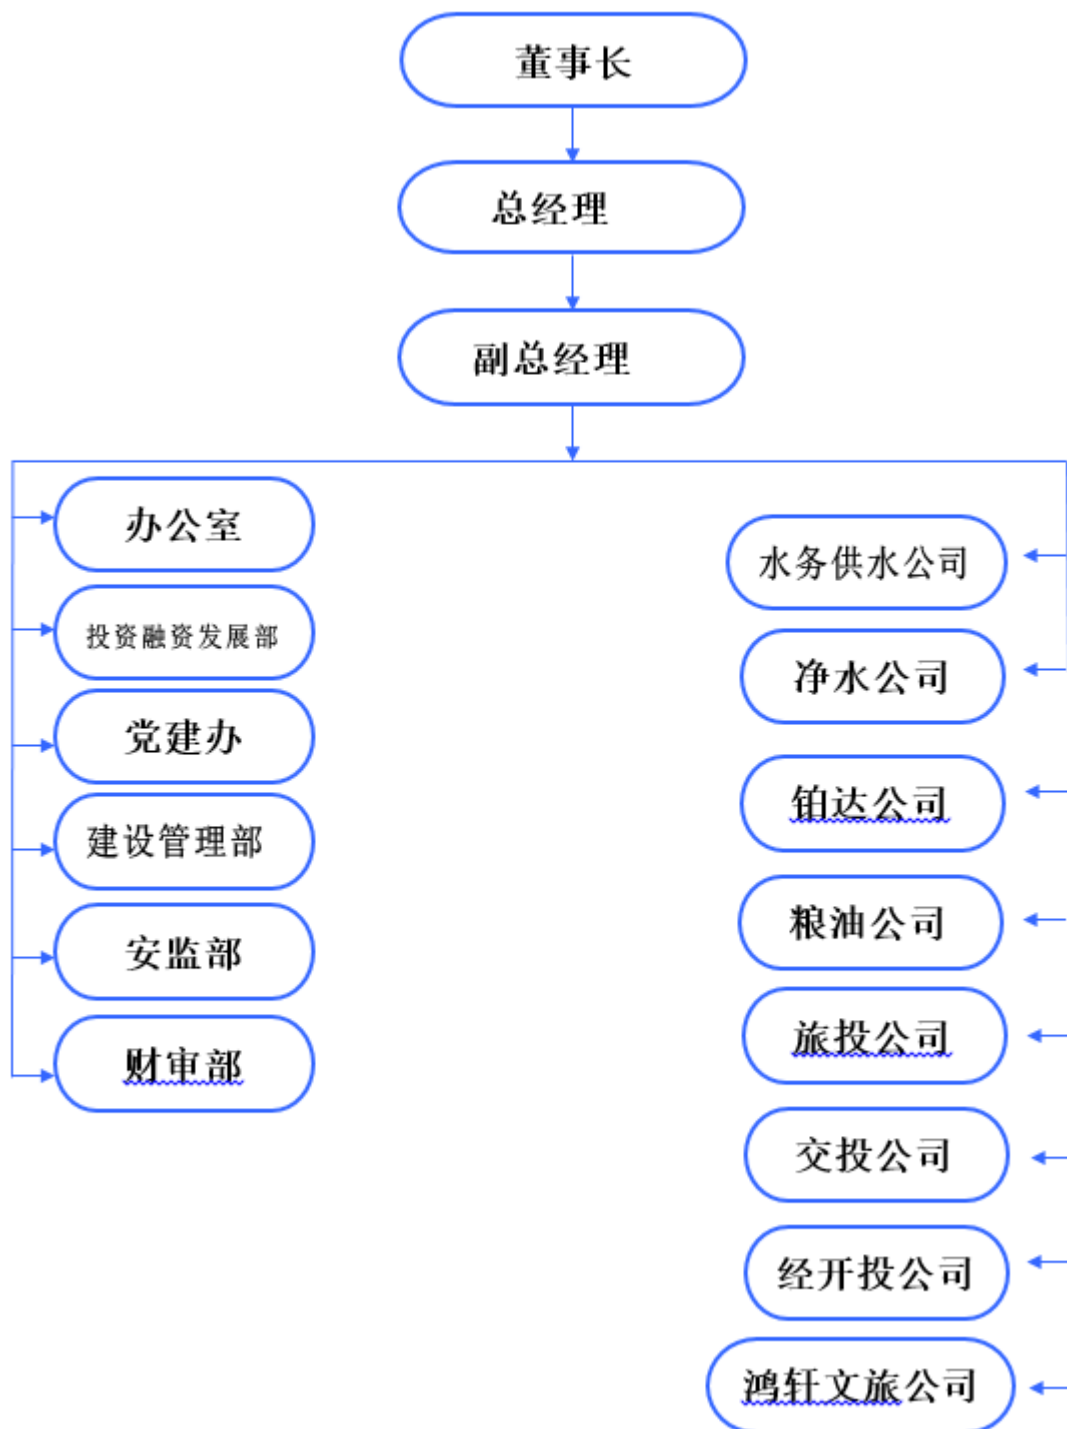 董事长
总经理
副总经理
办公室
投资融资发展部
党建办
建设管理部
安监部
财审部
水务供水公司
净水公司
铂达公司
粮油公司
旅投公司
交投公司
经开投公司
鸿轩文旅公司